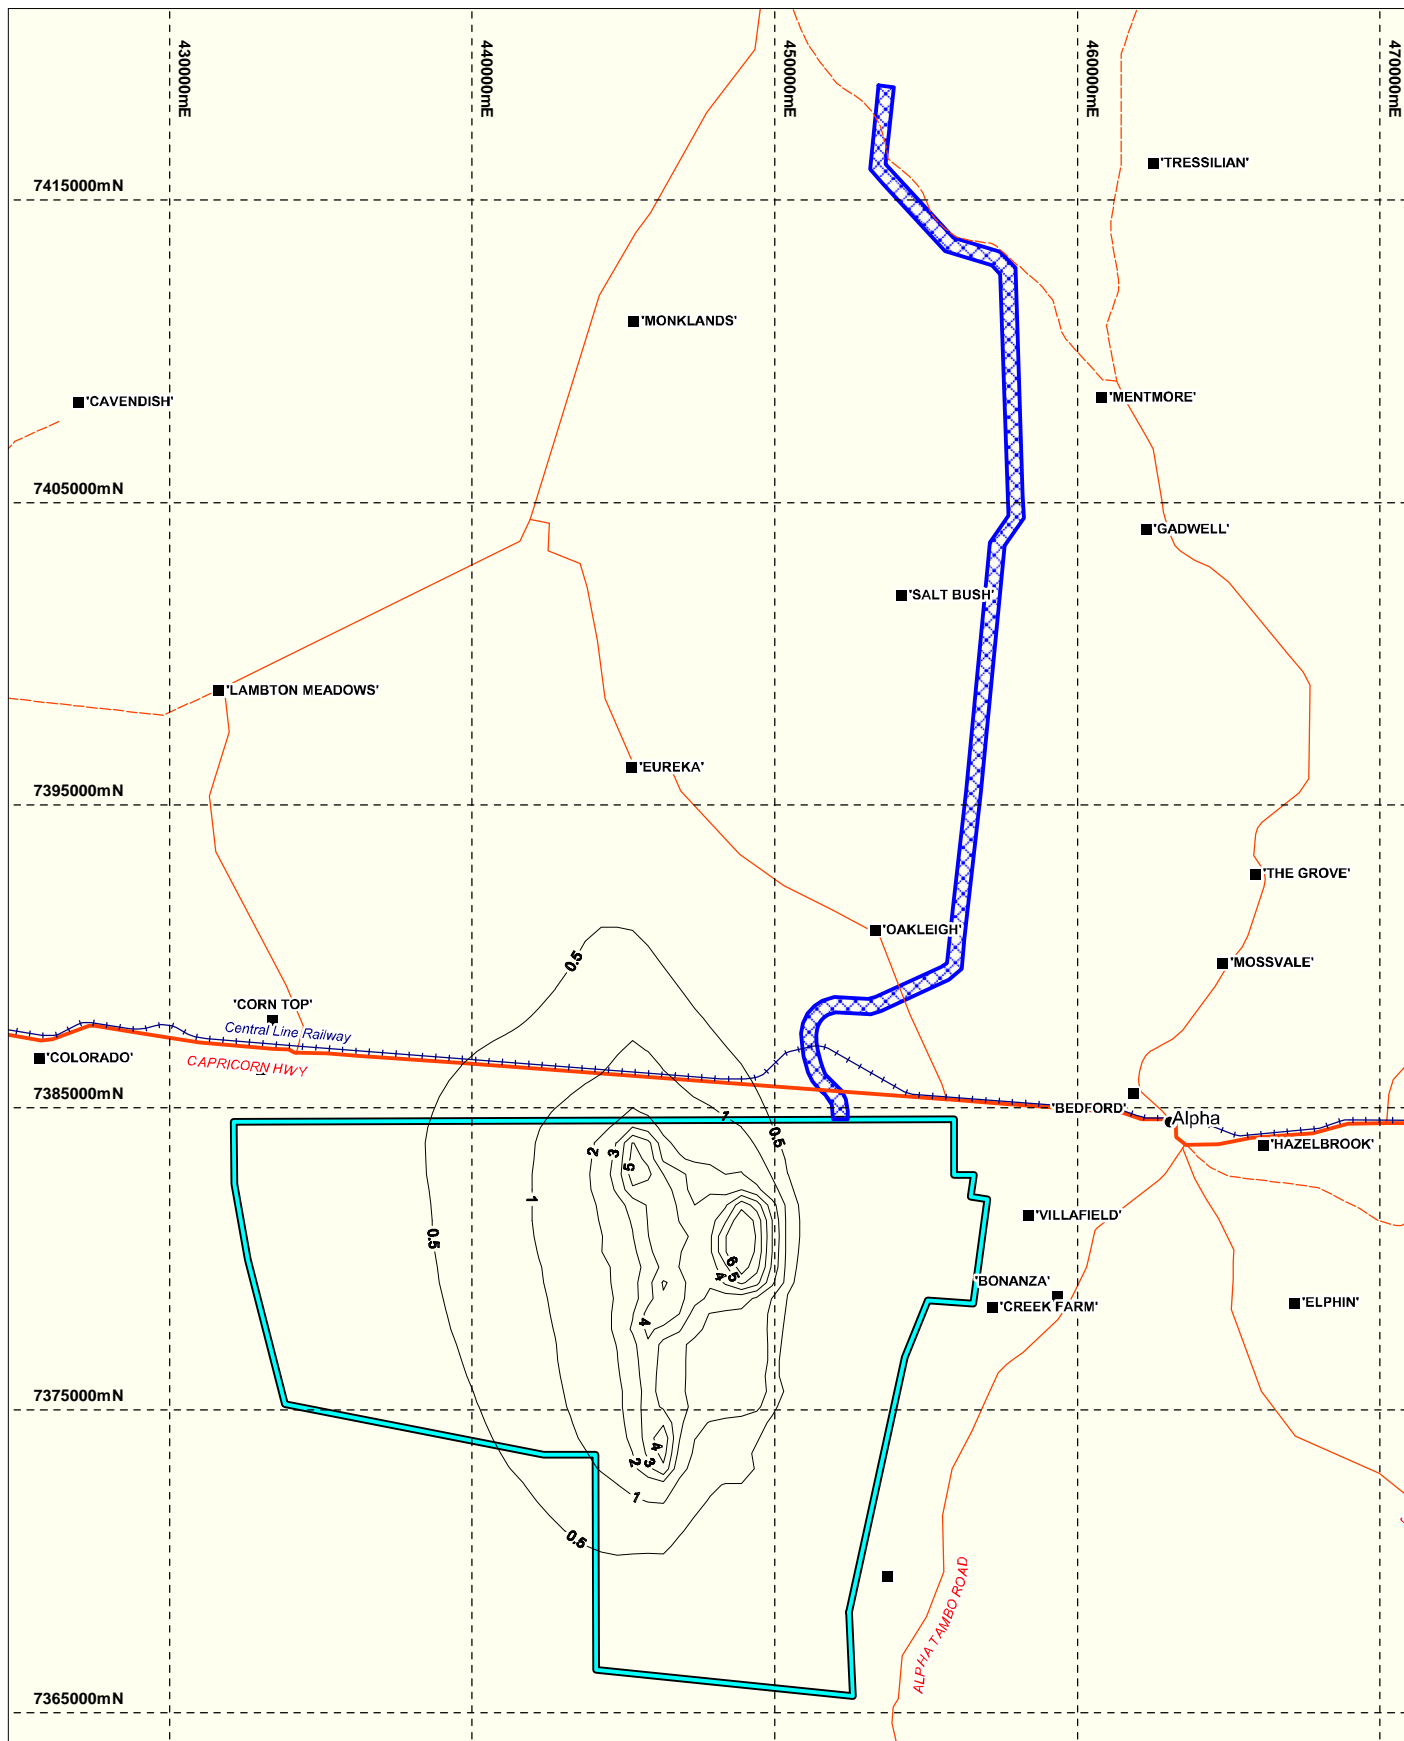 430000mE
440000mE
450000mE
460000mE
470000mE
7415000mN
'TRESSILIAN'
'MONKLANDS'
'CAVENDISH'
'MENTMORE'
7405000mN
'GADWELL'
'SALT BUSH'
'LAMBTON MEADOWS'
'EUREKA'
7395000mN
'THE GROVE'
'OAKLEIGH'
0.5
'MOSSVALE'
'CORN TOP'
Central Line Railway
'COLORADO'
CAPRICORN HWY
7385000mN
'BEDFORD'
Alpha
1
0.5
'HAZELBROOK'
2
3
5
1
'VILLAFIELD'
0.5
6
4
5
'BONANZA'
'CREEK FARM'
'ELPHIN'
4
7375000mN
4
2
3
1
0.5
ALPHA TAMBO ROAD
7365000mN